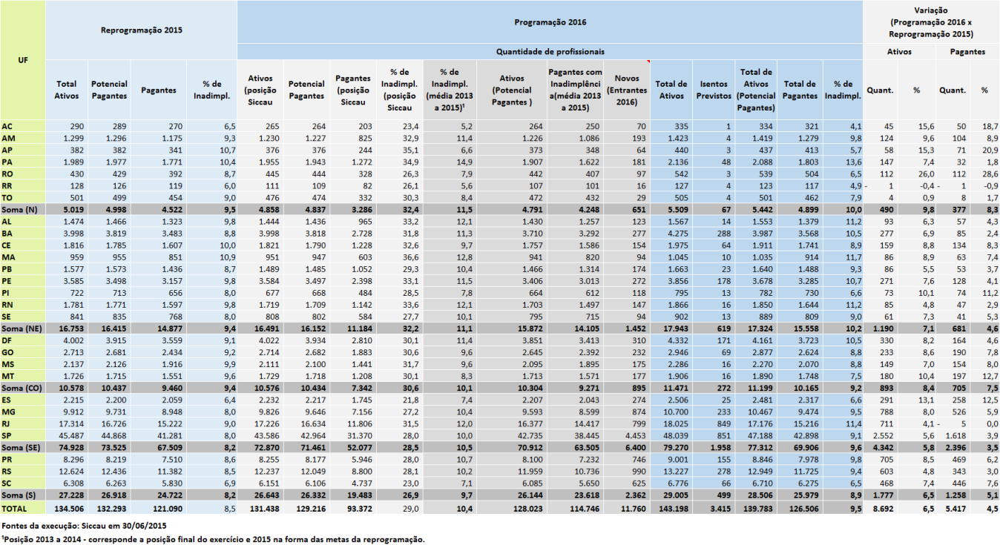 UF
Reprogramação 2015
Programação 2016
Variação
(Programação 2016 x
Reprogramação 2015)
Quantidade de profissionais
Ativos Pagantes
Total Ativos
Potencial Pagantes
Pagantes
% de Inadimpl.
Ativos (posição Siccau
Potencial Pagantes
Pagantes (posição Siccau
% de Inadimpl. (posição Siccau
% de Inadimpl. (média 2013 a 2015)¹
Ativos (Potencial Pagantes )
Pagantes com Inadimplênci a(média 2013 a 2015)
Novos (Entrantes 2016)
Total de Ativos
Isentos Previstos
Total de Ativos (Potencial Pagantes)
Total de Pagantes
% de Inadimpl.
Quant. % Quant. %
AC 290 289 270 6,5 265 264 203 23,4 5,2 264 250 70 335 1 334 321 4,1 45 15,6 50 18,7
AM 1.299 1.296 1.175 9,3 1.230 1.227 825 32,9 11,4 1.226 1.086 193 1.423 4 1.419 1.279 9,8 124 9,6 104 8,9
AP 382 382 341 10,7 376 376 244 35,1 6,6 373 348 64 440 3 437 413 5,7 58 15,3 71 20,9
PA 1.989 1.977 1.771 10,4 1.955 1.943 1.272 34,9 14,9 1.907 1.622 181 2.136 48 2.088 1.803 13,6 147 7,4 32 1,8
RO 430 429 392 8,7 445 444 328 26,3 7,9 442 407 97 542 3 539 504 6,5 112 26,0 112 28,6
RR 128 126 119 6,0 111 109 82 26,1 5,6 107 101 16 127 4 123 117 4,9 - 1 -0,4 - 1 -0,9
TO 501 499 454 9,0 476 474 332 30,3 8,4 472 432 29 505 4 501 462 7,9 4 0,9 8 1,7
Soma (N) 5.019 4.998 4.522 9,5 4.858 4.837 3.286 32,4 11,5 4.791 4.248 651 5.509 67 5.442 4.899 10,0 490 9,8 377 8,3
AL 1.474 1.466 1.323 9,8 1.444 1.436 965 33,2 12,1 1.430 1.257 123 1.567 14 1.553 1.379 11,2 93 6,3 57 4,3
BA 3.998 3.819 3.483 8,8 3.998 3.818 2.728 31,8 11,3 3.710 3.292 277 4.275 288 3.987 3.568 10,5 277 6,9 85 2,4
CE 1.816 1.785 1.607 10,0 1.821 1.790 1.228 32,6 9,7 1.757 1.586 154 1.975 64 1.911 1.741 8,9 159 8,8 134 8,3
MA 959 955 851 10,9 951 947 603 36,6 12,8 941 820 94 1.045 10 1.035 914 11,7 86 8,9 63 7,4
PB 1.577 1.573 1.436 8,7 1.489 1.485 1.052 29,3 10,4 1.466 1.314 174 1.663 23 1.640 1.488 9,3 86 5,5 53 3,7
PE 3.585 3.498 3.157 9,8 3.584 3.497 2.398 33,1 11,5 3.406 3.013 272 3.856 178 3.678 3.285 10,7 271 7,6 128 4,1
PI 722 713 656 8,0 677 668 484 28,5 7,8 664 612 118 795 13 782 730 6,6 73 10,1 74 11,2
RN 1.781 1.771 1.597 9,8 1.719 1.709 1.142 33,6 12,1 1.703 1.497 147 1.866 16 1.850 1.644 11,2 85 4,8 47 2,9
SE 841 835 768 8,0 808 802 584 27,7 10,1 795 715 94 902 13 889 809 9,0 61 7,3 41 5,3
Soma (NE) 16.753 16.415 14.877 9,4 16.491 16.152 11.184 32,2 11,1 15.872 14.105 1.452 17.943 619 17.324 15.558 10,2 1.190 7,1 681 4,6
DF 4.002 3.915 3.559 9,1 4.022 3.934 2.810 30,1 11,4 3.851 3.413 310 4.332 171 4.161 3.723 10,5 330 8,2 164 4,6
GO 2.713 2.681 2.434 9,2 2.714 2.682 1.883 30,6 9,6 2.645 2.392 232 2.946 69 2.877 2.624 8,8 233 8,6 190 7,8
MS 2.137 2.126 1.916 9,9 2.111 2.100 1.441 31,7 9,6 2.095 1.895 175 2.286 16 2.270 2.070 8,8 149 7,0 154 8,0
MT 1.726 1.715 1.551 9,6 1.729 1.718 1.208 30,1 8,3 1.713 1.571 177 1.906 16 1.890 1.748 7,5 180 10,4 197 12,7
Soma (CO) 10.578 10.437 9.460 9,4 10.576 10.434 7.342 30,6 10,1 10.304 9.271 895 11.471 272 11.199 10.165 9,2 893 8,4 705 7,5
ES 2.215 2.200 2.059 6,4 2.232 2.217 1.745 21,8 7,4 2.207 2.043 274 2.506 25 2.481 2.317 6,6 291 13,1 258 12,5
MG 9.912 9.731 8.948 8,0 9.826 9.646 7.156 27,2 10,4 9.593 8.599 874 10.700 233 10.467 9.474 9,5 788 8,0 526 5,9
RJ 17.314 16.726 15.222 9,0 17.226 16.634 11.806 31,5 12,0 16.377 14.417 799 18.025 849 17.176 15.216 11,4 711 4,1 - 5 0,0
SP 45.487 44.868 41.281 8,0 43.586 42.964 31.370 28,0 10,0 42.735 38.445 4.453 48.039 851 47.188 42.898 9,1 2.552 5,6 1.618 3,9
Soma (SE) 74.928 73.525 67.509 8,2 72.870 71.461 52.077 28,5 10,5 70.912 63.505 6.400 79.270 1.958 77.312 69.906 9,6 4.342 5,8 2.396 3,5
PR 8.296 8.219 7.510 8,6 8.255 8.177 5.946 28,0 10,7 8.100 7.232 746 9.001 155 8.846 7.978 9,8 705 8,5 469 6,2
RS 12.624 12.436 11.382 8,5 12.237 12.049 8.800 28,1 10,2 11.959 10.736 990 13.227 278 12.949 11.725 9,4 603 4,8 343 3,0
SC 6.308 6.263 5.830 6,9 6.151 6.106 4.737 23,0 7,1 6.085 5.650 625 6.776 66 6.710 6.275 6,5 468 7,4 446 7,6
Soma (S) 27.228 26.918 24.722 8,2 26.643 26.332 19.483 26,9 9,7 26.144 23.618 2.362 29.005 499 28.506 25.979 8,9 1.777 6,5 1.258 5,1
TOTAL 134.506 132.293 121.090 8,5 131.438 129.216 93.372 29,0 10,4 128.023 114.746 11.760 143.198 3.415 139.783 126.506 9,5 8.692 6,5 5.417 4,5
Fontes da execução: Siccau em 30/06/2015
¹Posição 2013 a 2014 - corresponde a posição final do exercício e 2015 na forma das metas da reprogramação.